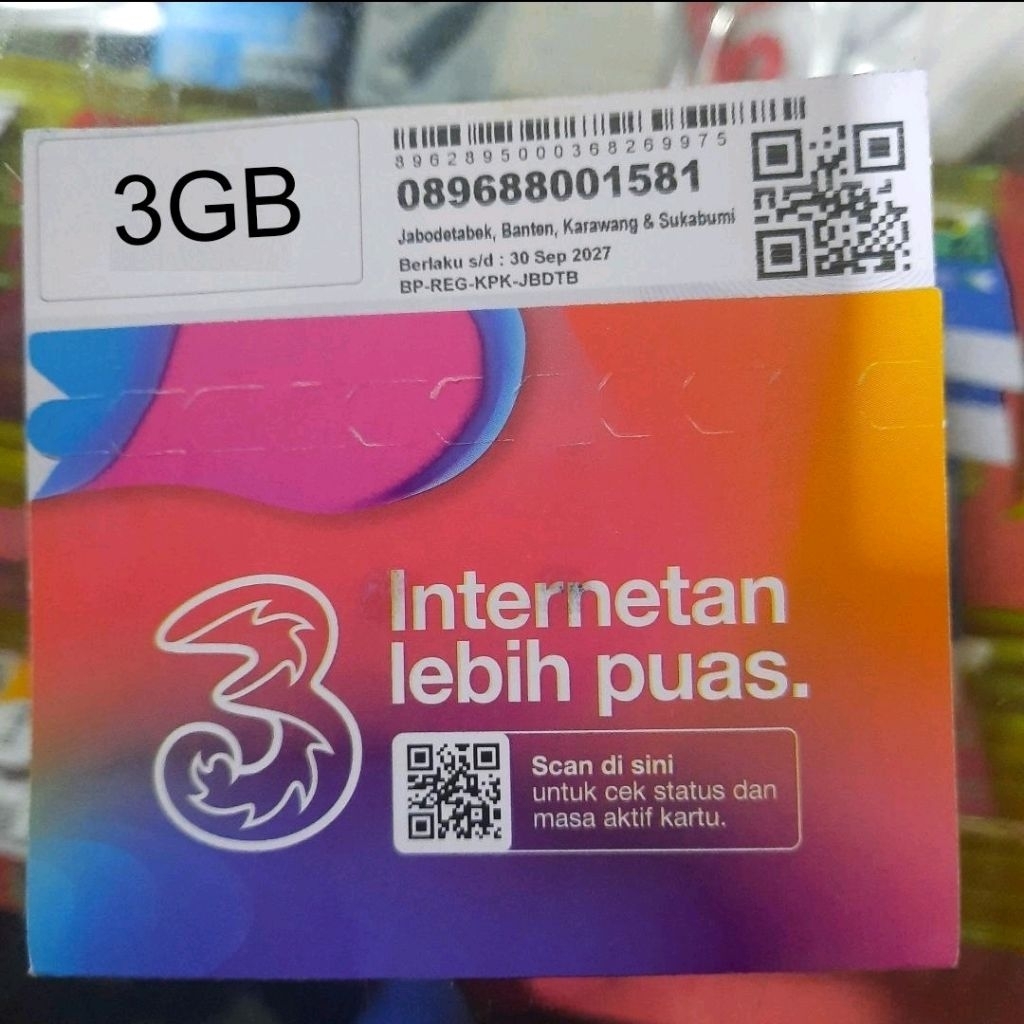 3GB
8962895000368269975
089688001581
Jabodetabek, Banten, Karawang & Sukabumi
Berlaku s/d : 30 Sep 2027
BP-REG-KPK-JBDTB
3
Internetan
lebih puas.
Scan di sini
untuk cek status dan
masa aktif kartu.